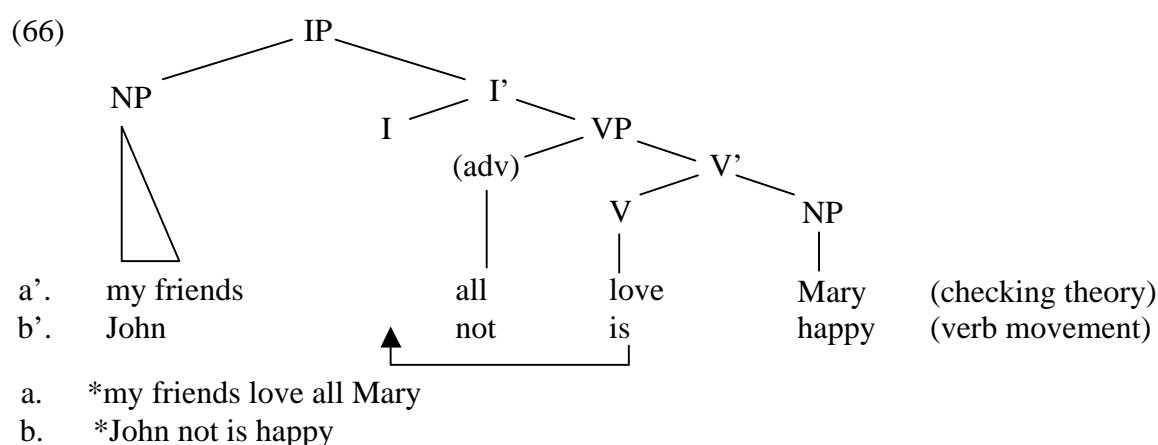 (66) IP
NP I'
I VP
(adv) V'
V NP
a’. my friends all love Mary (checking theory)
b’. John not is happy (verb movement)
a. *my friends love all Mary
b. *John not is happy